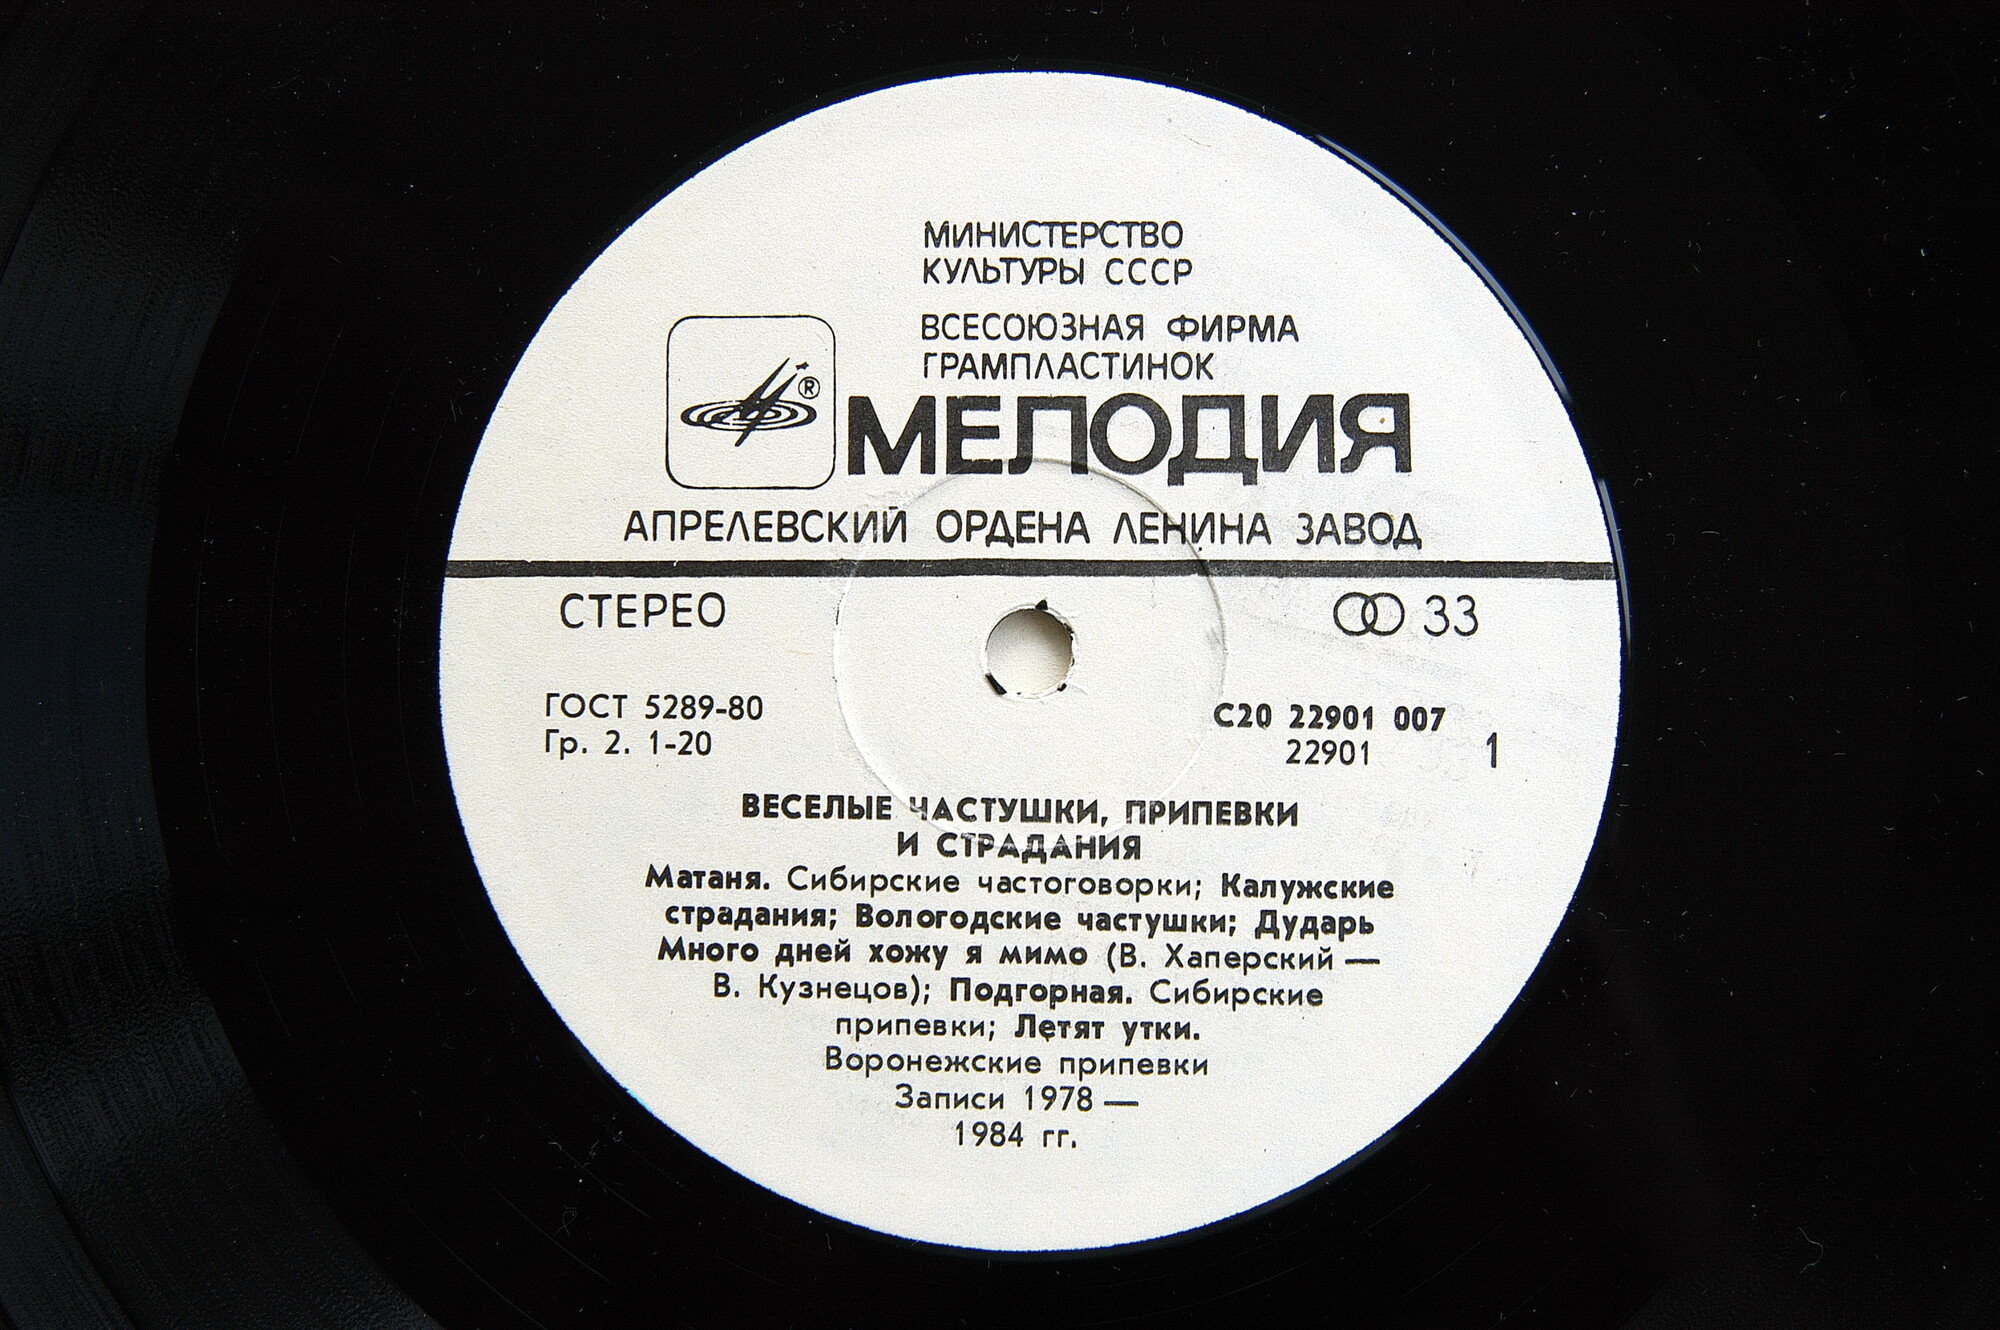 МИНИСТЕРСТВО
КУЛЬТУРЫ СССР
ВСЕСОЮЗНАЯ ФИРМА
ГРАМПЛАСТИНОК
®
МЕЛОДИЯ
АПРЕЛЕВСКИЙ ОРДЕНА ЛЕНИНА ЗАВОД
СТЕРЕО
33
ГОСТ 5289-80
Гр. 2. 1-20
С20 22901 007
22901
1
ВЕСЕЛЫЕ ЧАСТУШКИ, ПРИПЕВКИ
И СТРАДАНИЯ
Матаня. Сибирские частоговорки; Калужские
страдания; Вологодские частушки; Дударь
Много дней хожу я мимо (В. Хаперский —
В. Кузнецов); Подгорная. Сибирские
припевки; Летят утки.
Воронежские припевки
Записи 1978 —
1984 гг.